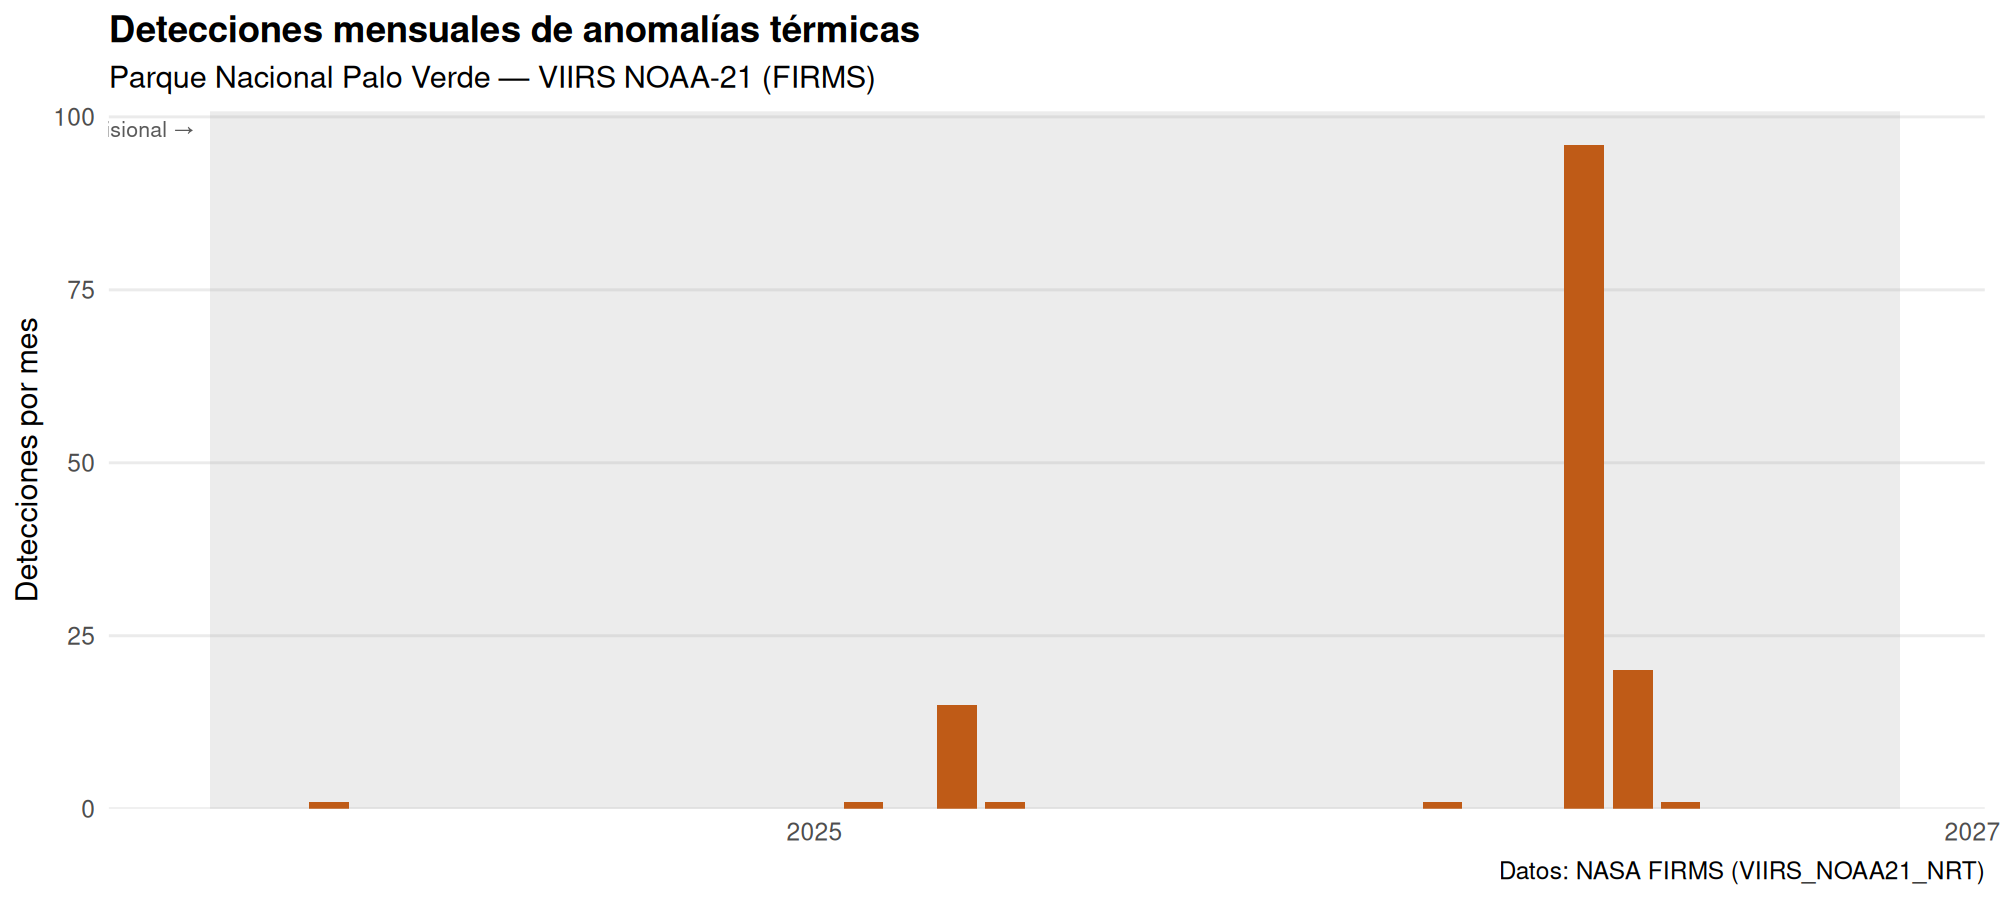 Detecciones mensuales de anomalías térmicas
Parque Nacional Palo Verde — VIIRS NOAA-21 (FIRMS)
100
isional →
75
50
25
0
Detecciones por mes
2025
2027
Datos: NASA FIRMS (VIIRS_NOAA21_NRT)